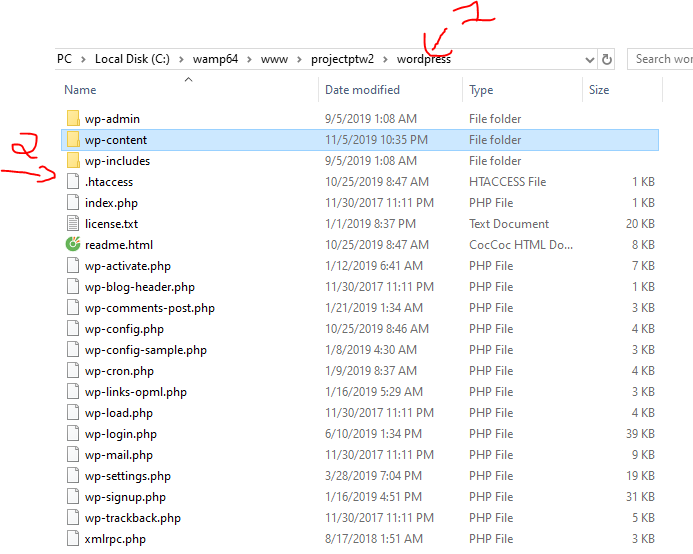 1
PC > Local Disk (C:) > wamp64 > www > projectptw2 > wordpress Search wor
Name Date modified Type Size
wp-admin 9/5/2019 1:08 AM File folder
wp-content 11/5/2019 10:35 PM File folder
2
wp-includes 9/5/2019 1:08 AM File folder
.htaccess 10/25/2019 8:47 AM HTACCESS File 1 KB
index.php 11/30/2017 11:11 PM PHP File 1 KB
license.txt 1/1/2019 8:37 PM Text Document 20 KB
readme.html 10/25/2019 8:47 AM CocCoc HTML Do... 8 KB
wp-activate.php 1/12/2019 6:41 AM PHP File 7 KB
wp-blog-header.php 11/30/2017 11:11 PM PHP File 1 KB
wp-comments-post.php 1/21/2019 1:34 AM PHP File 3 KB
wp-config.php 10/25/2019 8:46 AM PHP File 4 KB
wp-config-sample.php 1/8/2019 4:30 AM PHP File 3 KB
wp-cron.php 1/9/2019 8:37 AM PHP File 4 KB
wp-links-opml.php 1/16/2019 5:29 AM PHP File 3 KB
wp-load.php 11/30/2017 11:11 PM PHP File 4 KB
wp-login.php 6/10/2019 1:34 PM PHP File 39 KB
wp-mail.php 11/30/2017 11:11 PM PHP File 9 KB
wp-settings.php 3/28/2019 7:04 PM PHP File 19 KB
wp-signup.php 1/16/2019 4:51 PM PHP File 31 KB
wp-trackback.php 11/30/2017 11:11 PM PHP File 5 KB
xmlrpc.php 8/17/2018 1:51 AM PHP File 3 KB